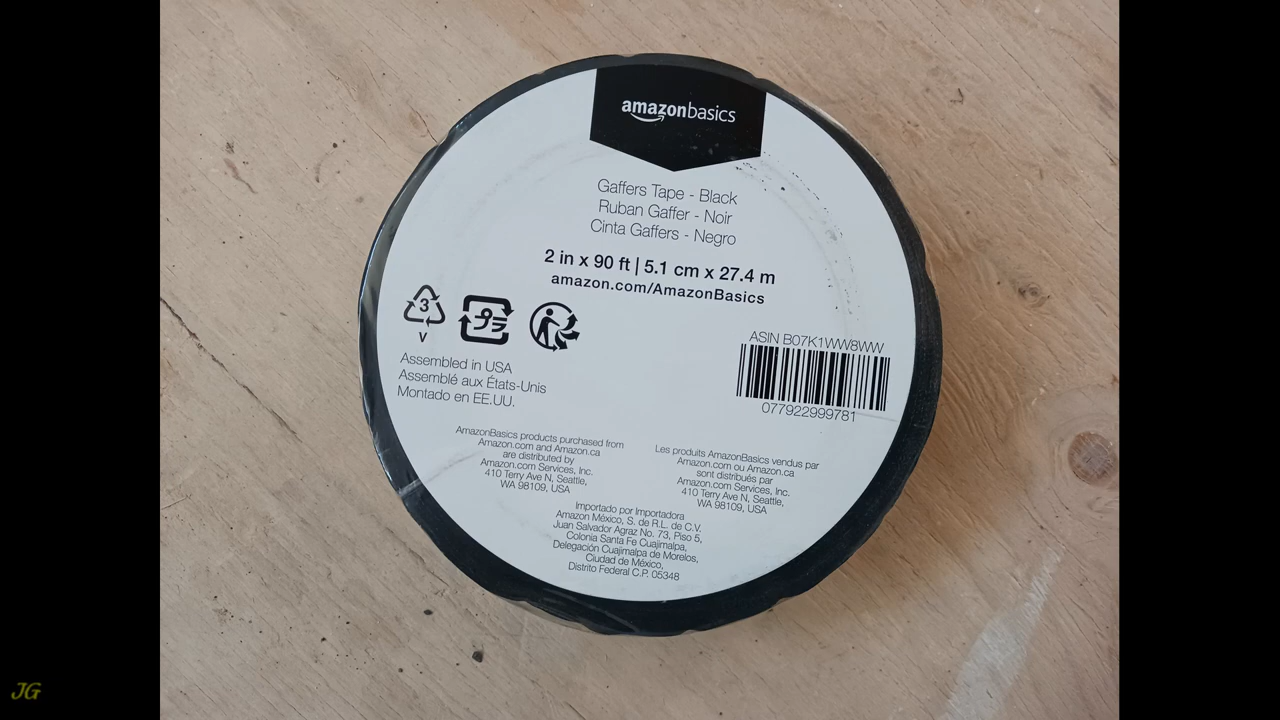 amazonbasics
Gaffers Tape - Black
Ruban Gaffer - Noir
Cinta Gaffers - Negro
2 in x 90 ft | 5.1 cm x 27.4 m
amazon.com/AmazonBasics
3
V
プラ
Assembled in USA
Assemblé aux États-Unis
Montado en EE.UU.
ASIN B07K1WW8WW
077922999781
AmazonBasics products purchased from
Amazon.com and Amazon.ca
are distributed by
Amazon.com Services, Inc.
410 Terry Ave N, Seattle,
WA 98109, USA
Les produits AmazonBasics vendus par
Amazon.com ou Amazon.ca
sont distribués par
Amazon.com Services, Inc.
410 Terry Ave N, Seattle,
WA 98109, USA
Importado por Importadora
Amazon México, S. de R.L. de C.V.
Juan Salvador Agraz No. 73, Piso 5,
Colonia Santa Fe Cuajimalpa,
Delegación Cuajimalpa de Morelos,
Ciudad de México,
Distrito Federal C.P. 05348
JG